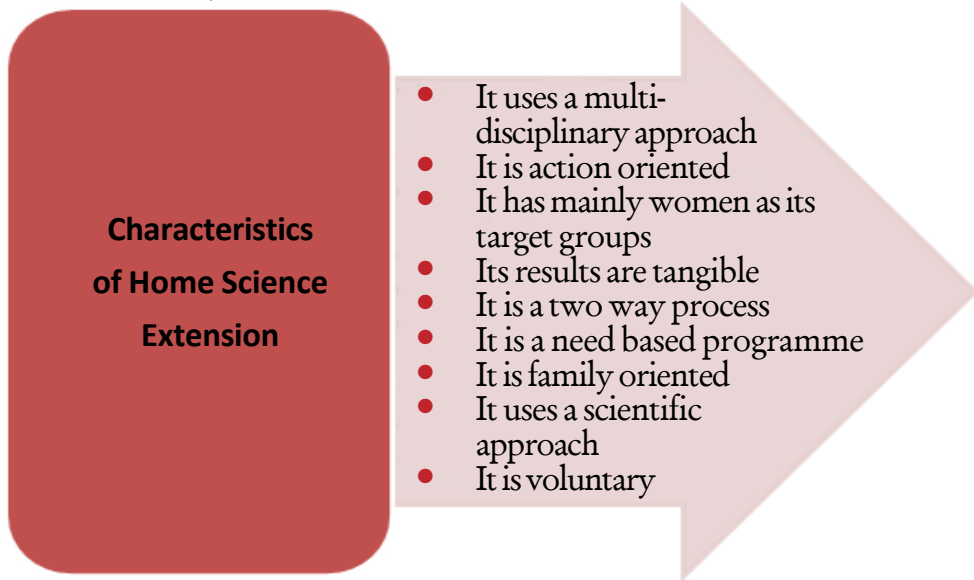 Characteristics
of Home Science
Extension
• It uses a multi-
disciplinary approach
• It is action oriented
• It has mainly women as its
target groups
• Its results are tangible
• It is a two way process
• It is a need based programme
• It is family oriented
• It uses a scientific
approach
• It is voluntary